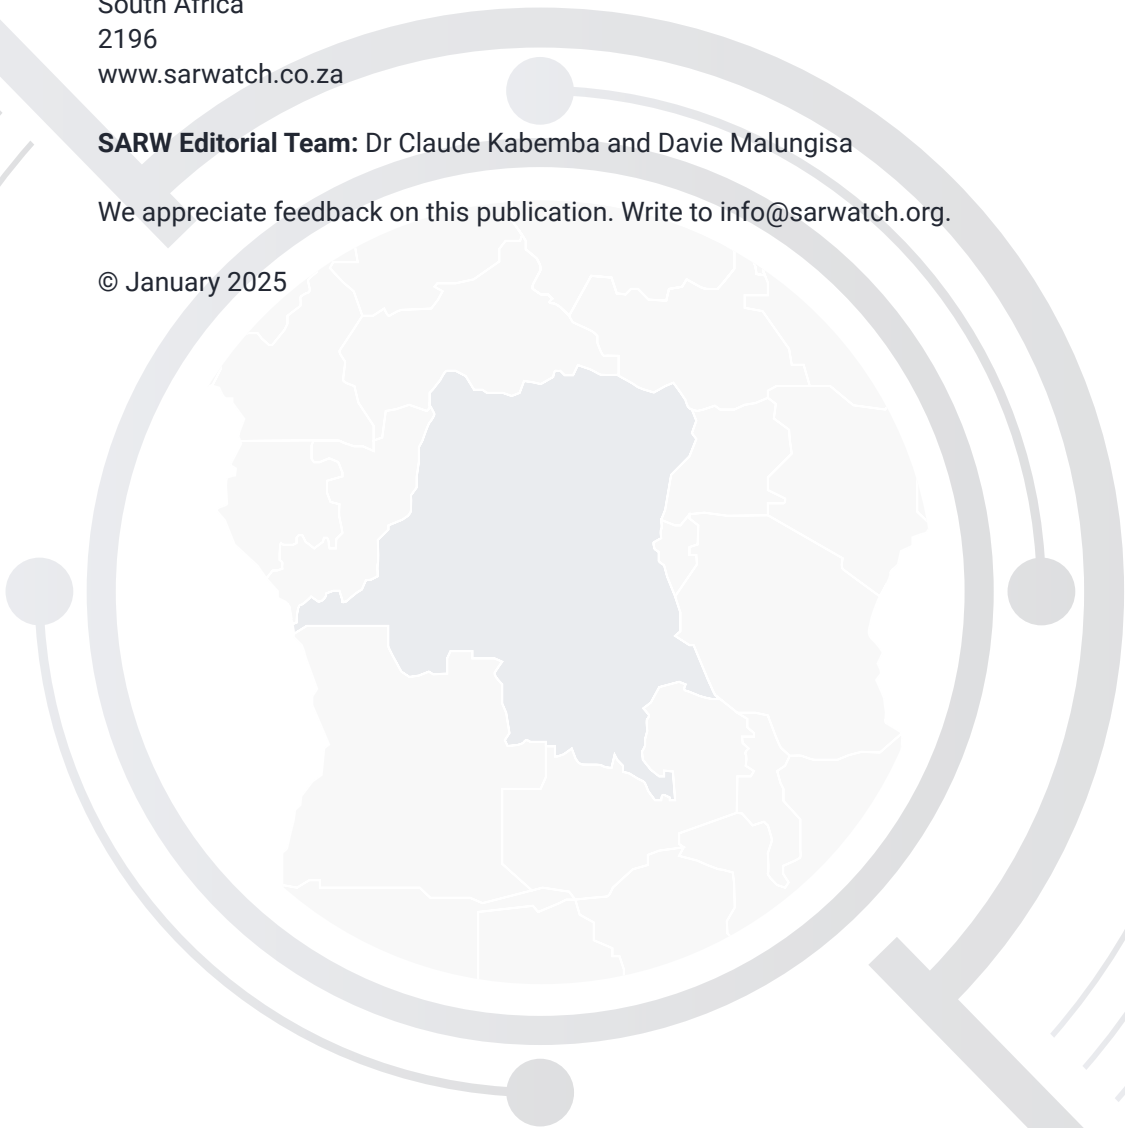 South Africa
2196
www.sarwatch.co.za
SARW Editorial Team: Dr Claude Kabemba and Davie Malungisa
We appreciate feedback on this publication. Write to info@sarwatch.org.
© January 2025